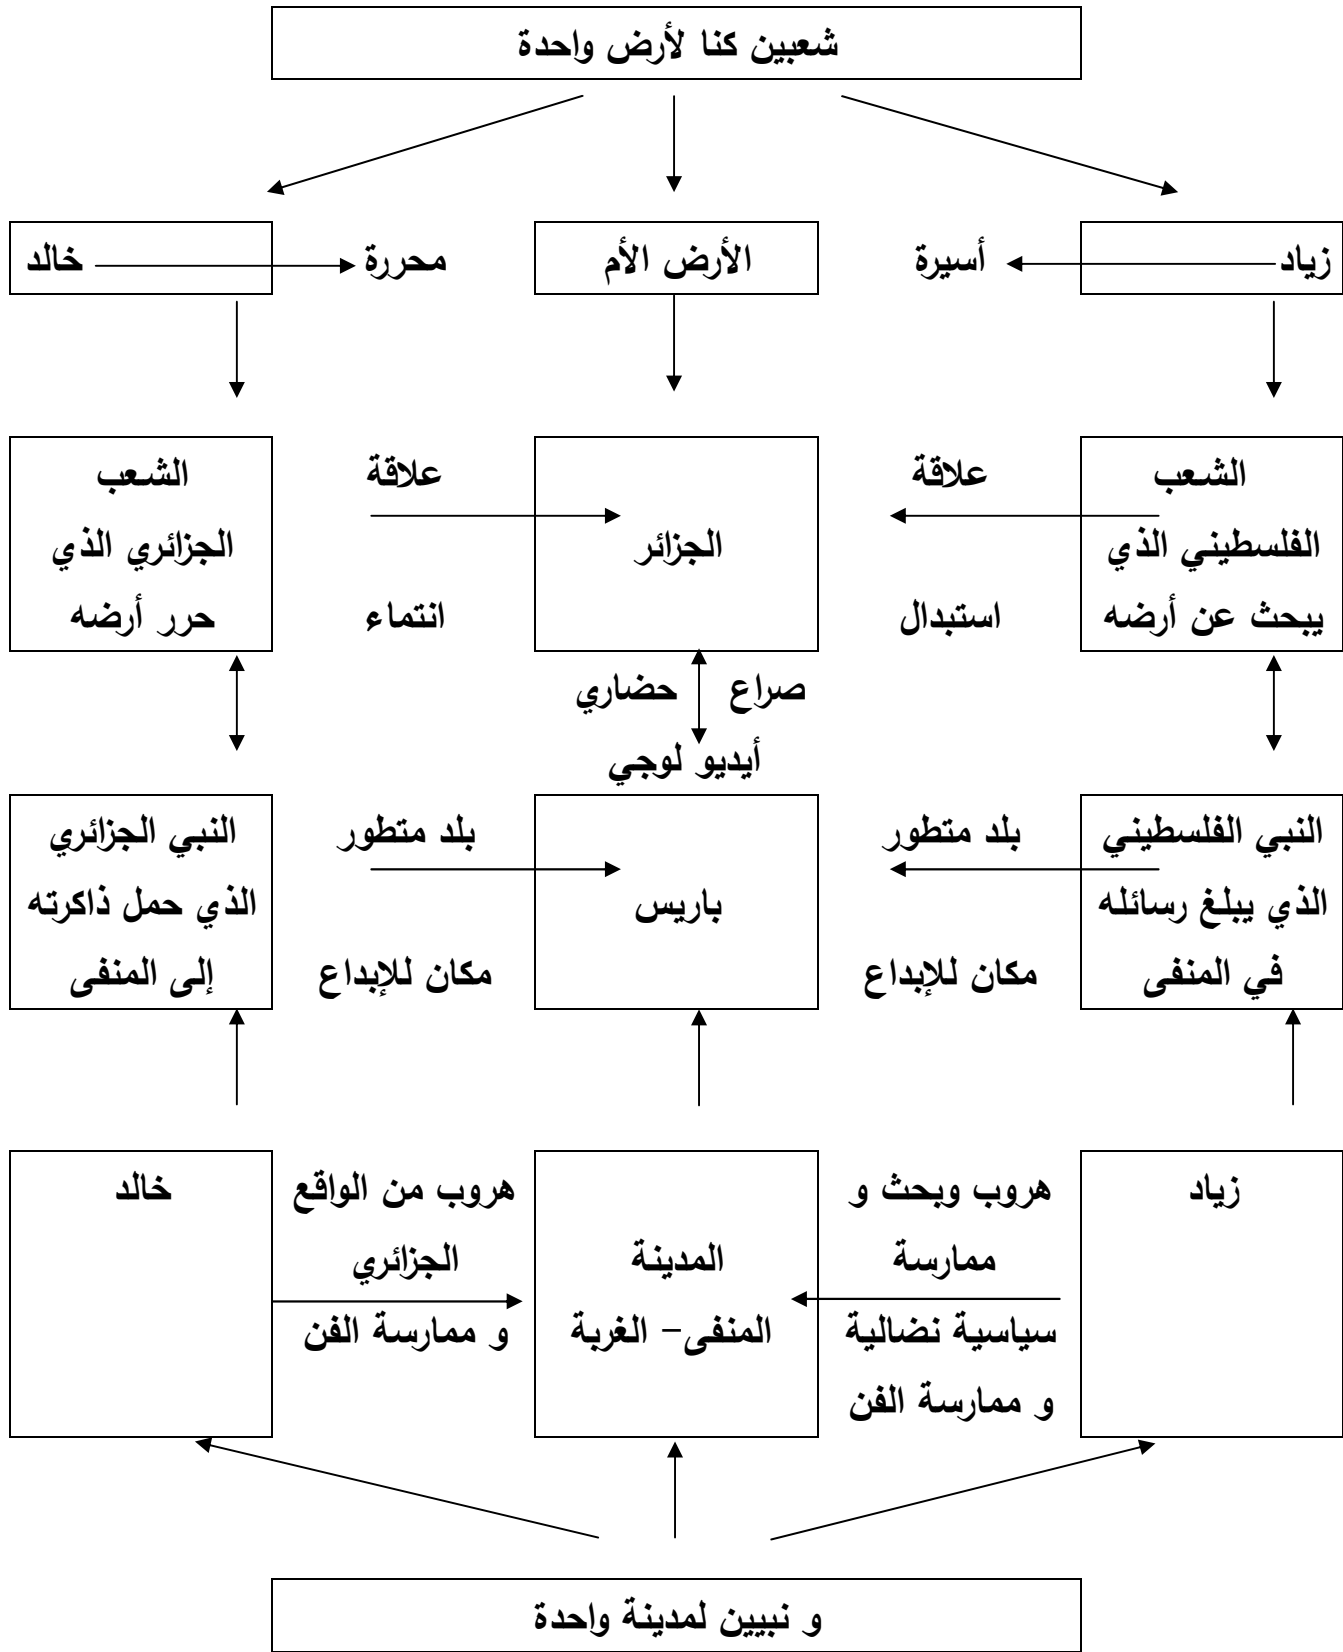 شعبين كنا لأرض واحدة
زياد
أسيرة
الأرض الأم
محررة
خالد
الشعب
الفلسطيني الذي
يبحث عن أرضه
علاقة
استبدال
الجزائر
علاقة
انتماء
الشعب
الجزائري الذي
حرر أرضه
صراع حضاري
أيديو لوجي
النبي الفلسطيني
الذي يبلغ رسائله
في المنفى
بلد متطور
مكان للإبداع
باريس
بلد متطور
مكان للإبداع
النبي الجزائري
الذي حمل ذاكرته
إلى المنفى
زياد
هروب وبحث و
ممارسة
سياسية نضالية
و ممارسة الفن
المدينة
المنفى– الغربة
هروب من الواقع
الجزائري
و ممارسة الفن
خالد
و نبيين لمدينة واحدة